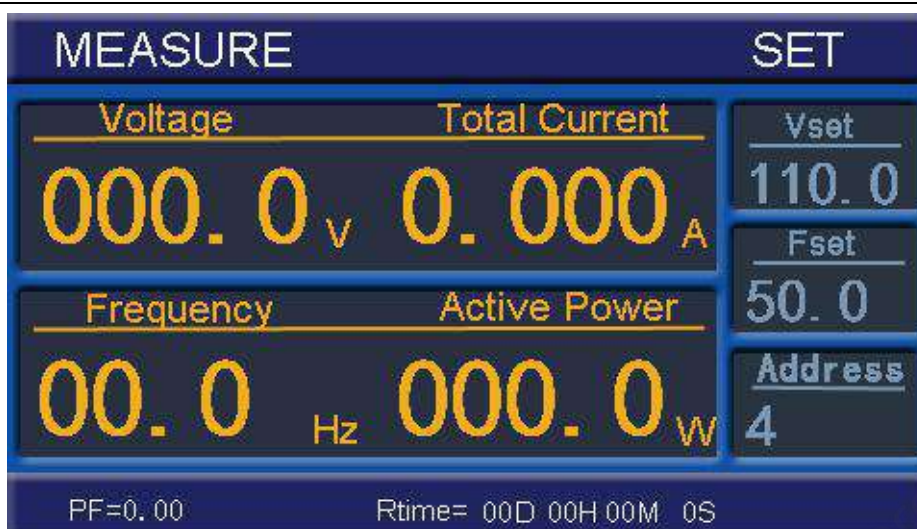 MEASURE SET
Voltage Total Current Vset
000. 0 V 0. 000 A 110. 0
Fset
Frequency Active Power 50. 0
00. 0 Hz 000. 0 W Address
4
PF=0. 00 Rtime= 00D 00H 00M 0S